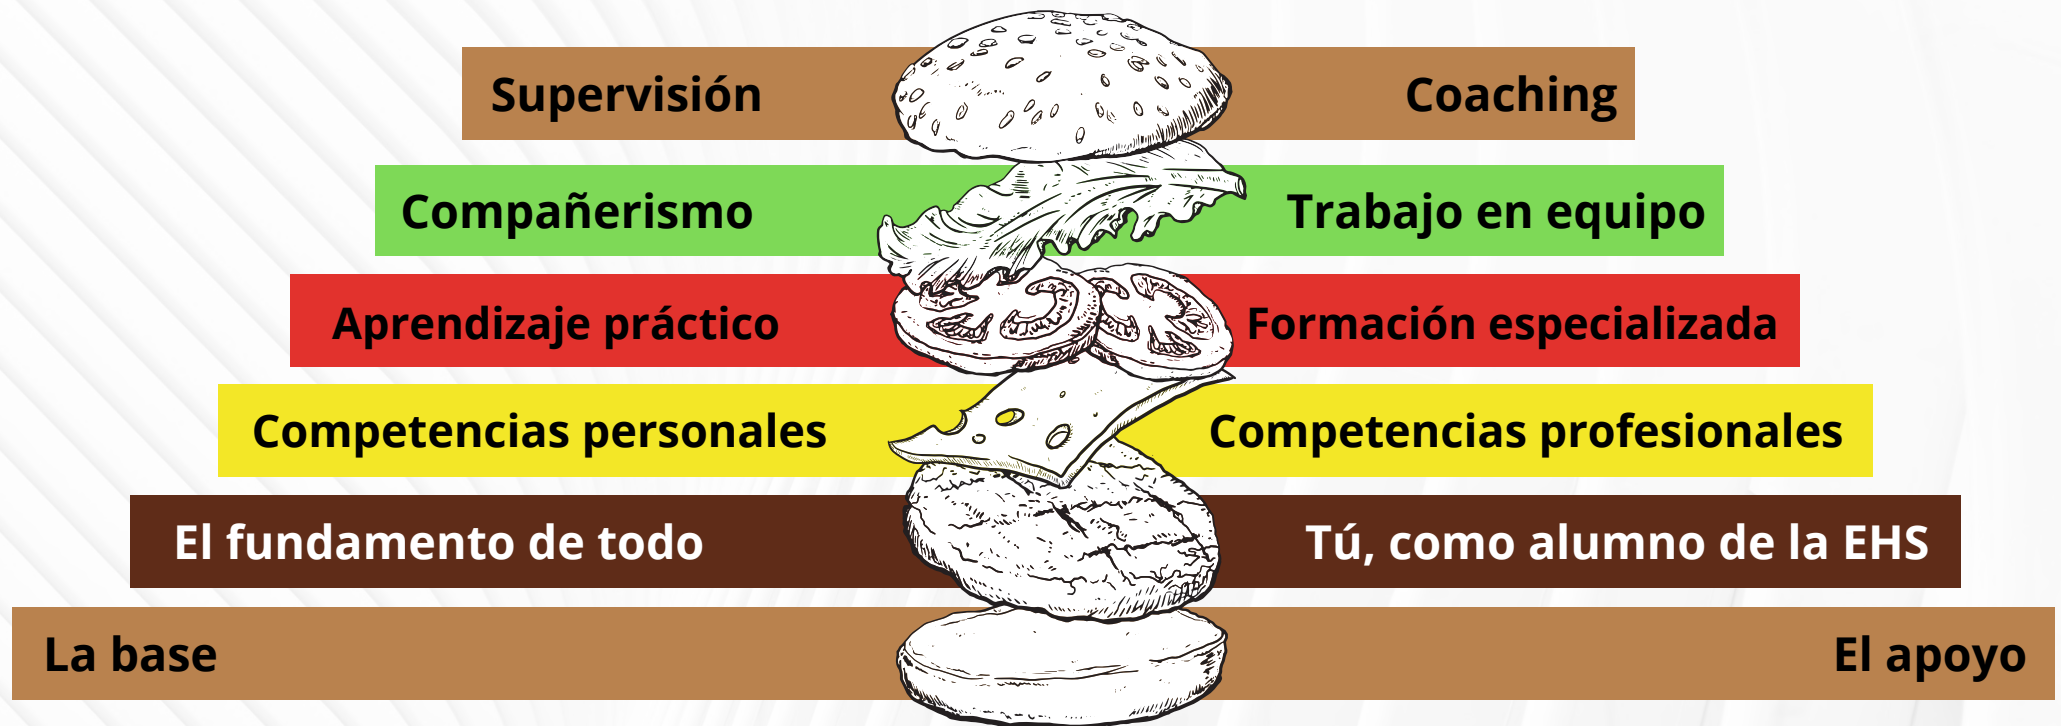 Supervisión Coaching
Compañerismo Trabajo en equipo
Aprendizaje práctico Formación especializada
Competencias personales Competencias profesionales
El fundamento de todo Tú, como alumno de la EHS
La base El apoyo